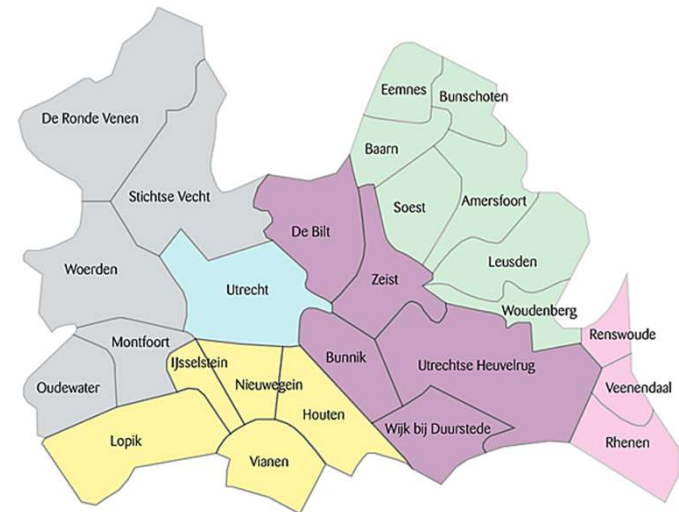 De Ronde Venen
Stichtse Vecht
Woerden
Montfoort
Oudewater
Utrecht
IJsselstein
Nieuwegein
Houten
Lopik
Vianen
De Bilt
Zeist
Bunnik
Utrechtse Heuvelrug
Wijk bij Duurstede
Eemnes
Bunschoten
Baarn
Soest
Amersfoort
Leusden
Woudenberg
Renswoude
Veenendaal
Rhenen